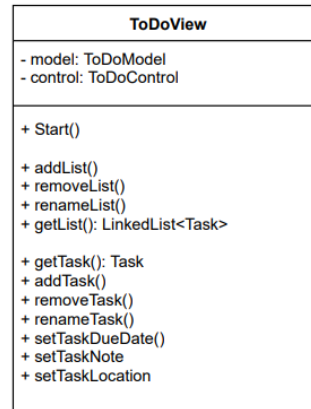 ToDoView
- model: ToDoModel
- control: ToDoControl
+ Start()
+ addList()
+ removeList()
+ renameList()
+ getList(): LinkedList<Task>
+ getTask(): Task
+ addTask()
+ removeTask()
+ renameTask()
+ setTaskDueDate()
+ setTaskNote
+ setTaskLocation